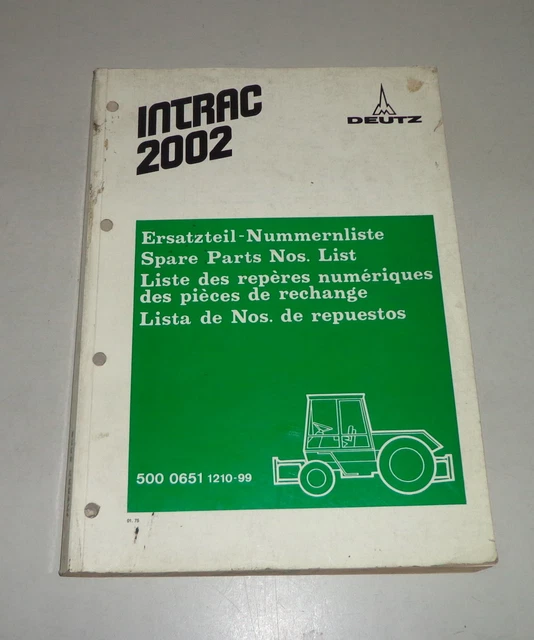 INTRAC
2002
DEUTZ
Ersatzteil-Nummernliste
Spare Parts Nos. List
Liste des repères numériques
des pièces de rechange
Lista de Nos. de repuestos
500 0651 1210-99